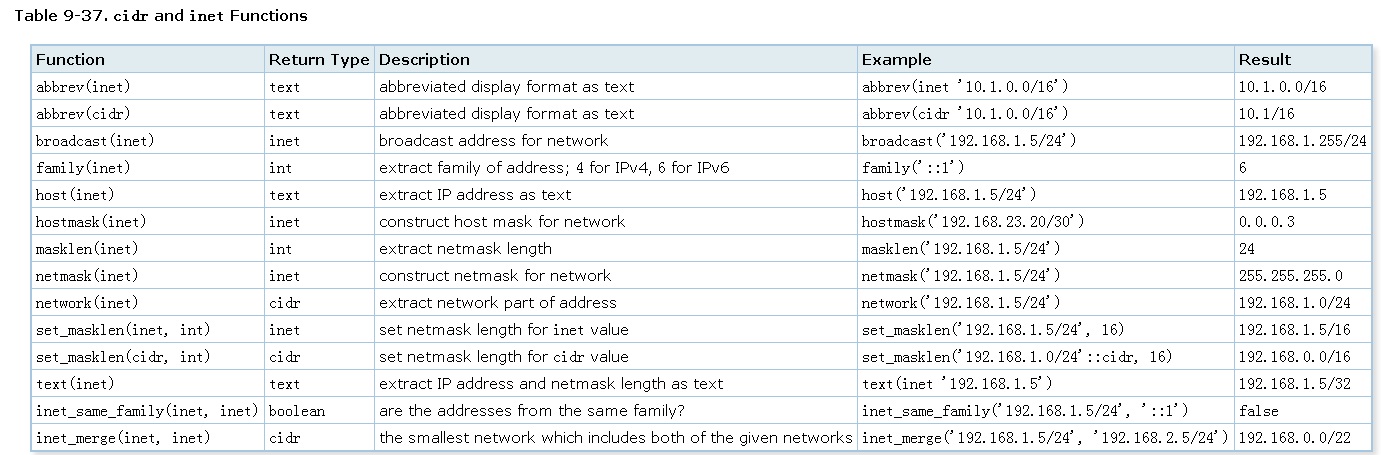 Table 9-37. cidr and inet Functions
Function Return Type Description Example Result
abbrev(inet) text abbreviated display format as text abbrev(inet '10.1.0.0/16') 10.1.0.0/16
abbrev(cidr) text abbreviated display format as text abbrev(cidr '10.1.0.0/16') 10.1/16
broadcast(inet) inet broadcast address for network broadcast('192.168.1.5/24') 192.168.1.255/24
family(inet) int extract family of address; 4 for IPv4, 6 for IPv6 family('::1') 6
host(inet) text extract IP address as text host('192.168.1.5/24') 192.168.1.5
hostmask(inet) inet construct host mask for network hostmask('192.168.23.20/30') 0.0.0.3
masklen(inet) int extract netmask length masklen('192.168.1.5/24') 24
netmask(inet) inet construct netmask for network netmask('192.168.1.5/24') 255.255.255.0
network(inet) cidr extract network part of address network('192.168.1.5/24') 192.168.1.0/24
set_masklen(inet, int) inet set netmask length for inet value set_masklen('192.168.1.5/24', 16) 192.168.1.5/16
set_masklen(cidr, int) cidr set netmask length for cidr value set_masklen('192.168.1.0/24'::cidr, 16) 192.168.0.0/16
text(inet) text extract IP address and netmask length as text text(inet '192.168.1.5') 192.168.1.5/32
inet_same_family(inet, inet) boolean are the addresses from the same family? inet_same_family('192.168.1.5/24', '::1') false
inet_merge(inet, inet) cidr the smallest network which includes both of the given networks inet_merge('192.168.1.5/24', '192.168.2.5/24') 192.168.0.0/22